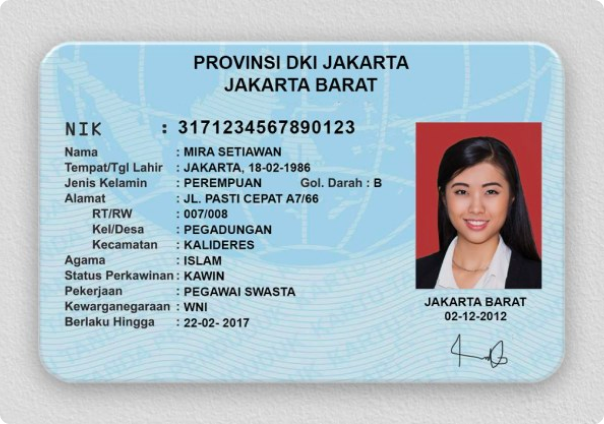 PROVINSI DKI JAKARTA
JAKARTA BARAT
NIK : 3171234567890123
Nama : MIRA SETIAWAN
Tempat/Tgl Lahir : JAKARTA, 18-02-1986
Jenis Kelamin : PEREMPUAN Gol. Darah : B
Alamat : JL. PASTI CEPAT A7/66
RT/RW : 007/008
Kel/Desa : PEGADUNGAN
Kecamatan : KALIDERES
Agama : ISLAM
Status Perkawinan : KAWIN
Pekerjaan : PEGAWAI SWASTA
Kewarganegaraan : WNI
Berlaku Hingga : 22-02- 2017
JAKARTA BARAT
02-12-2012